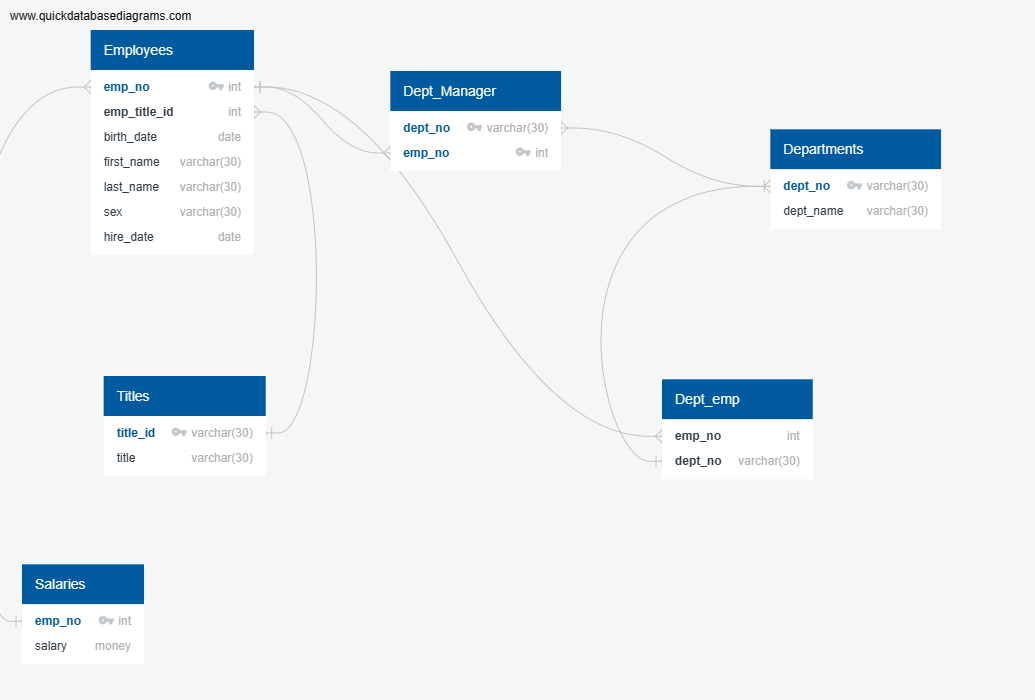 www.quickdatabasediagrams.com
Employees
emp_no int
emp_title_id int
birth_date date
first_name varchar(30)
last_name varchar(30)
sex varchar(30)
hire_date date
Dept_Manager
dept_no varchar(30)
emp_no int
Departments
dept_no varchar(30)
dept_name varchar(30)
Titles
title_id varchar(30)
title varchar(30)
Dept_emp
emp_no int
dept_no varchar(30)
Salaries
emp_no int
salary money